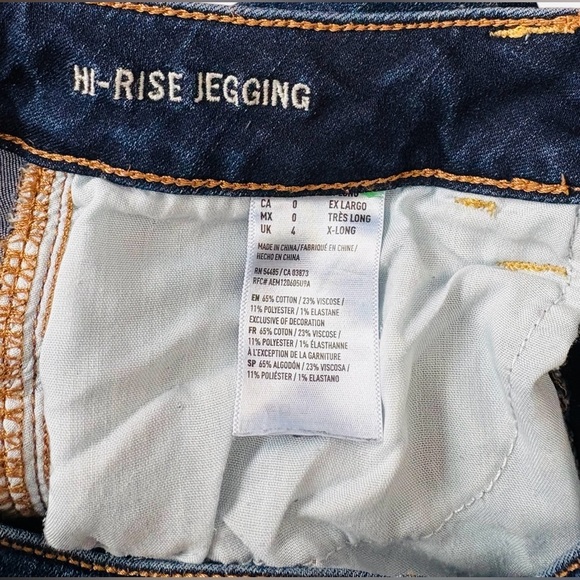 HI-RISE JEGGING
CA 0 EX LARGO
MX 0 TRÈS LONG
UK 4 X-LONG
MADE IN CHINA/FABRIQUÉ EN CHINE/
HECHO EN CHINA
RN 54485/ CA 03873
RFC# AEM120605U9A
EN 65% COTTON / 23% VISCOSE /
11% POLYESTER / 1% ELASTANE
EXCLUSIVE OF DECORATION
FR 65% COTON / 23% VISCOSE /
11% POLYESTER / 1% ÉLASTHANNE
À L'EXCEPTION DE LA GARNITURE
SP 65% ALGODÓN / 23% VISCOSA /
11% POLIÉSTER / 1% ELASTANO